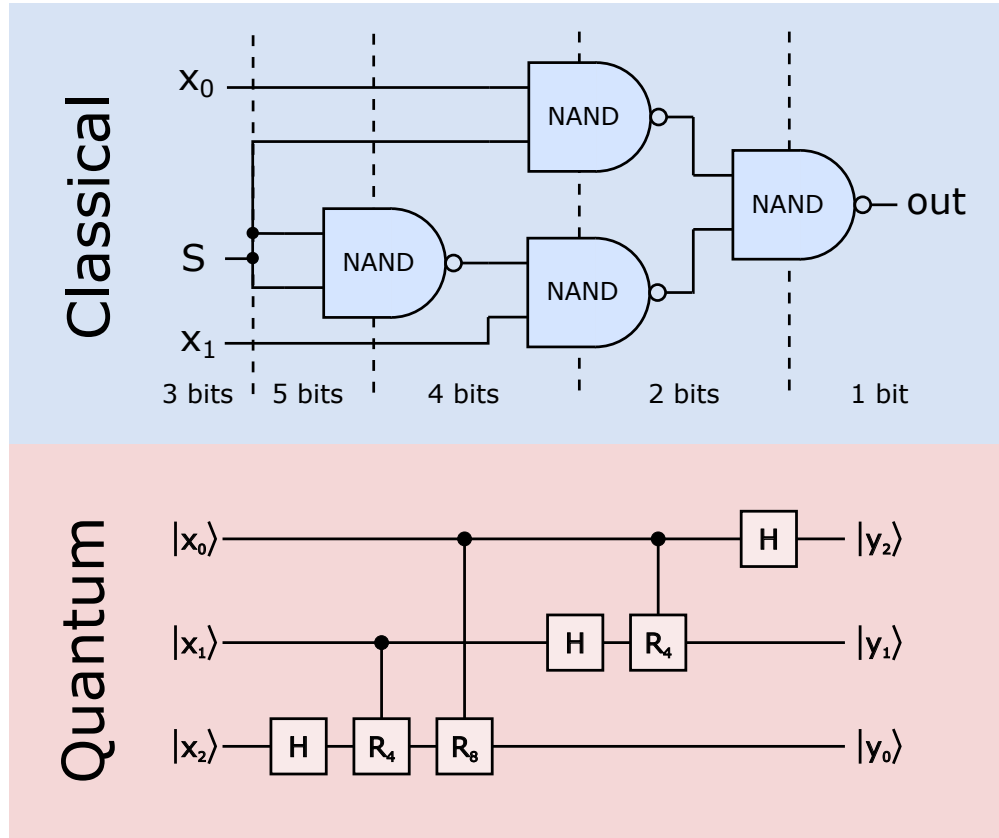 Classical
x₀
NAND
NAND
out
S
NAND
NAND
x₁
3 bits
5 bits
4 bits
2 bits
1 bit
Quantum
|x₀⟩
H
|y₂⟩
|x₁⟩
H
R₄
|y₁⟩
|x₂⟩
H
R₄
R₈
|y₀⟩